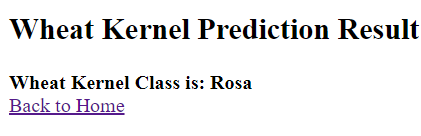 Wheat Kernel Prediction Result
Wheat Kernel Class is: Rosa
Back to Home